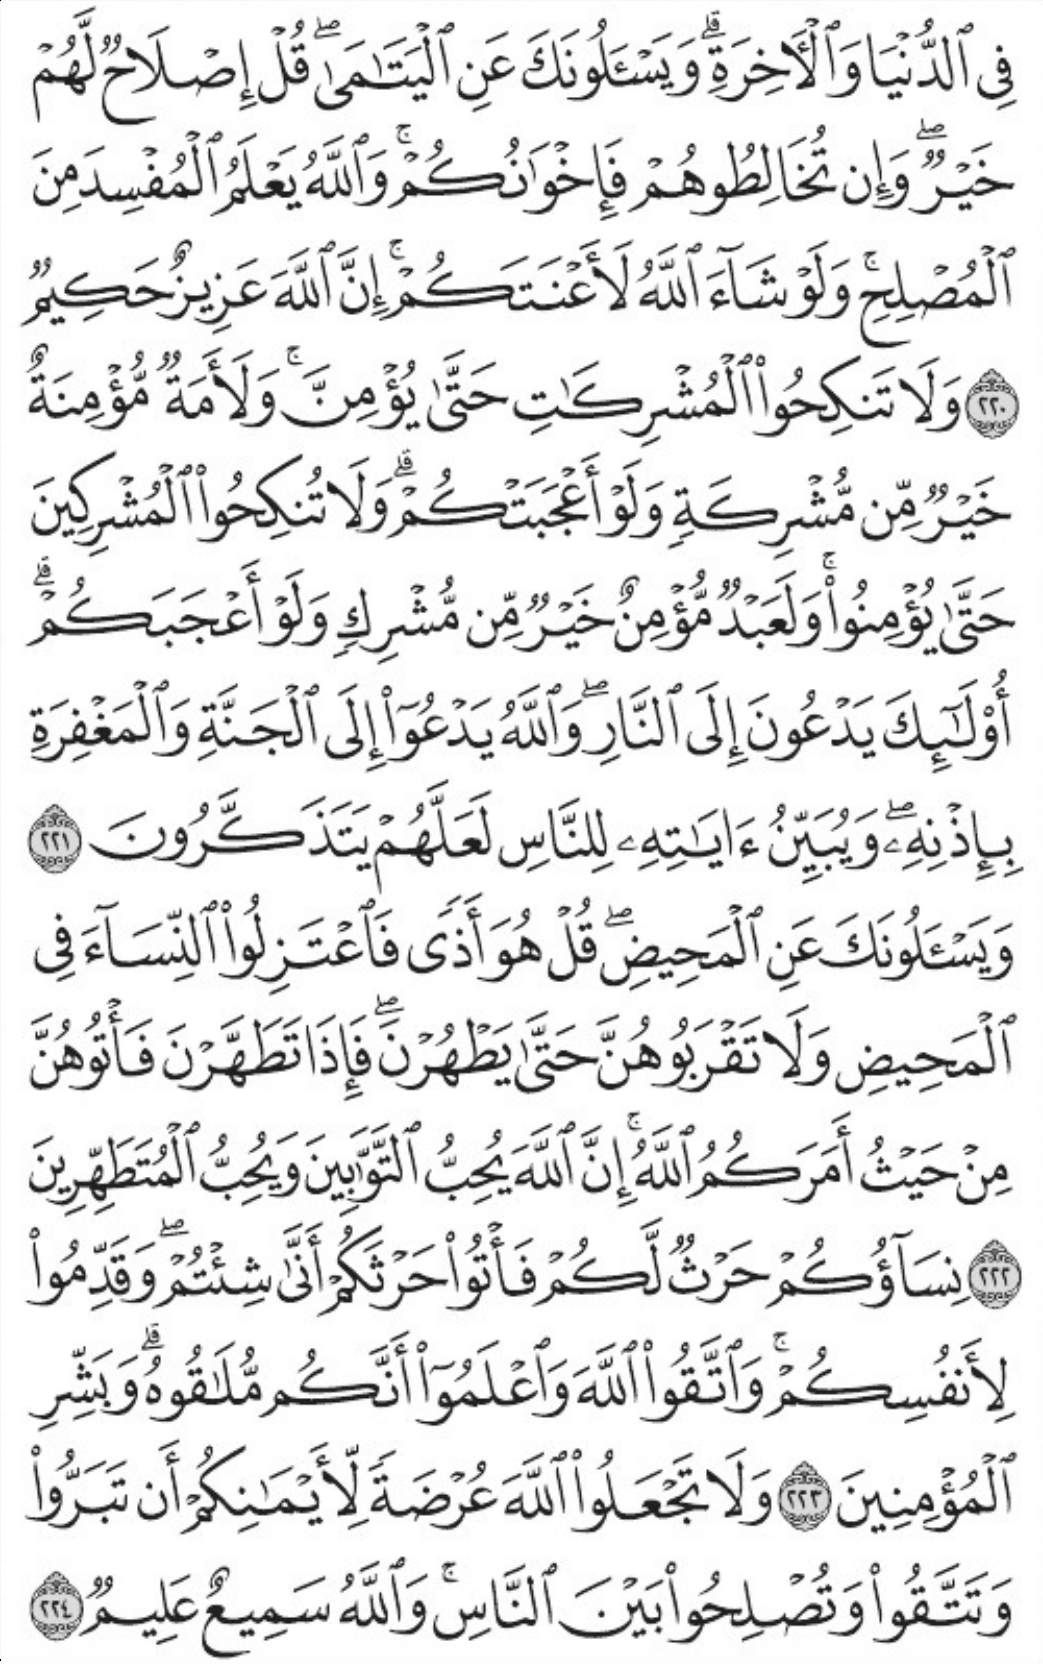 فِي ٱلدُّنۡيَا وَٱلۡأٓخِرَةِۗ وَيَسۡـَٔلُونَكَ عَنِ ٱلۡيَتَٰمَىٰۖ قُلۡ إِصۡلَاحٞ لَّهُمۡ
خَيۡرٞۖ وَإِن تُخَالِطُوهُمۡ فَإِخۡوَٰنُكُمۡۚ وَٱللَّهُ يَعۡلَمُ ٱلۡمُفۡسِدَ مِنَ
ٱلۡمُصۡلِحِۚ وَلَوۡ شَآءَ ٱللَّهُ لَأَعۡنَتَكُمۡۚ إِنَّ ٱللَّهَ عَزِيزٌ حَكِيمٞ
٢٢٠ وَلَا تَنكِحُواْ ٱلۡمُشۡرِكَٰتِ حَتَّىٰ يُؤۡمِنَّۚ وَلَأَمَةٞ مُّؤۡمِنَةٌ
خَيۡرٞ مِّن مُّشۡرِكَةٖ وَلَوۡ أَعۡجَبَتۡكُمۡۗ وَلَا تُنكِحُواْ ٱلۡمُشۡرِكِينَ
حَتَّىٰ يُؤۡمِنُواْۚ وَلَعَبۡدٞ مُّؤۡمِنٌ خَيۡرٞ مِّن مُّشۡرِكٖ وَلَوۡ أَعۡجَبَكُمۡۗ
أُوْلَٰٓئِكَ يَدۡعُونَ إِلَى ٱلنَّارِۖ وَٱللَّهُ يَدۡعُوٓاْ إِلَى ٱلۡجَنَّةِ وَٱلۡمَغۡفِرَةِ
بِإِذۡنِهِۦۖ وَيُبَيِّنُ ءَايَٰتِهِۦ لِلنَّاسِ لَعَلَّهُمۡ يَتَذَكَّرُونَ ٢٢١
وَيَسۡـَٔلُونَكَ عَنِ ٱلۡمَحِيضِۖ قُلۡ هُوَ أَذٗى فَٱعۡتَزِلُواْ ٱلنِّسَآءَ فِي
ٱلۡمَحِيضِ وَلَا تَقۡرَبُوهُنَّ حَتَّىٰ يَطۡهُرۡنَۖ فَإِذَا تَطَهَّرۡنَ فَأۡتُوهُنَّ
مِنۡ حَيۡثُ أَمَرَكُمُ ٱللَّهُۚ إِنَّ ٱللَّهَ يُحِبُّ ٱلتَّوَّٰبِينَ وَيُحِبُّ ٱلۡمُتَطَهِّرِينَ
٢٢٢ نِسَآؤُكُمۡ حَرۡثٞ لَّكُمۡ فَأۡتُواْ حَرۡثَكُمۡ أَنَّىٰ شِئۡتُمۡۖ وَقَدِّمُواْ
لِأَنفُسِكُمۡۚ وَٱتَّقُواْ ٱللَّهَ وَٱعۡلَمُوٓاْ أَنَّكُم مُّلَٰقُوهُۗ وَبَشِّرِ
ٱلۡمُؤۡمِنِينَ ٢٢٣ وَلَا تَجۡعَلُواْ ٱللَّهَ عُرۡضَةٗ لِّأَيۡمَٰنِكُمۡ أَن تَبَرُّواْ
وَتَتَّقُواْ وَتُصۡلِحُواْ بَيۡنَ ٱلنَّاسِۚ وَٱللَّهُ سَمِيعٌ عَلِيمٞ ٢٢٤